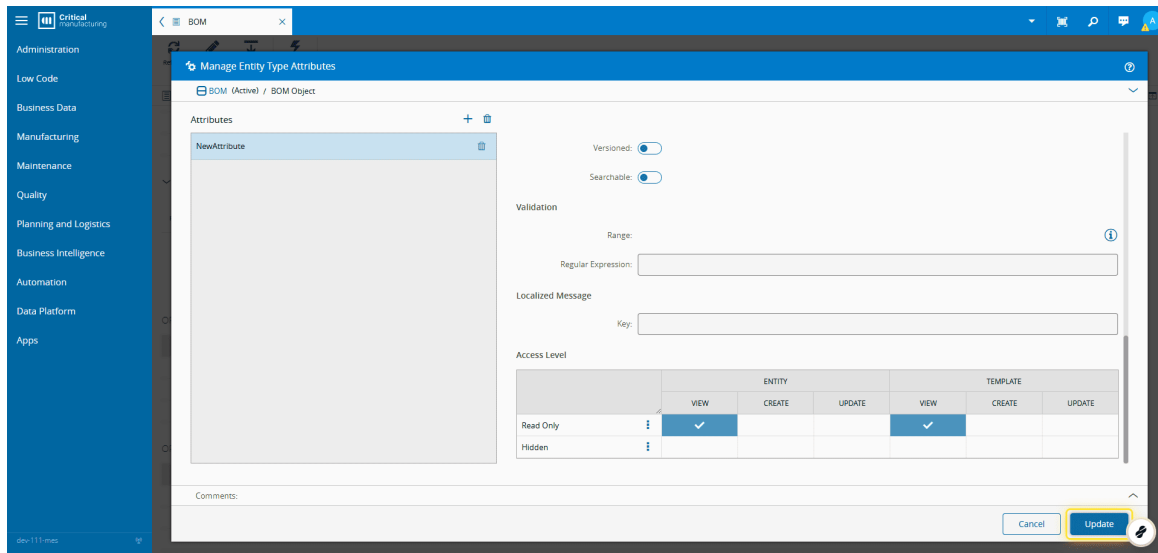 Critical
manufacturing
BOM
A
Administration
Low Code
Business Data
Manufacturing
Maintenance
Quality
Planning and Logistics
Business Intelligence
Automation
Data Platform
Apps
dev-111-mes
Manage Entity Type Attributes
BOM (Active) / BOM Object
Attributes
NewAttribute
Versioned:
Searchable:
Validation
Range:
Regular Expression:
Localized Message
Key:
Access Level
ENTITY TEMPLATE
VIEW CREATE UPDATE VIEW CREATE UPDATE
Read Only
Hidden
Comments:
Cancel Update